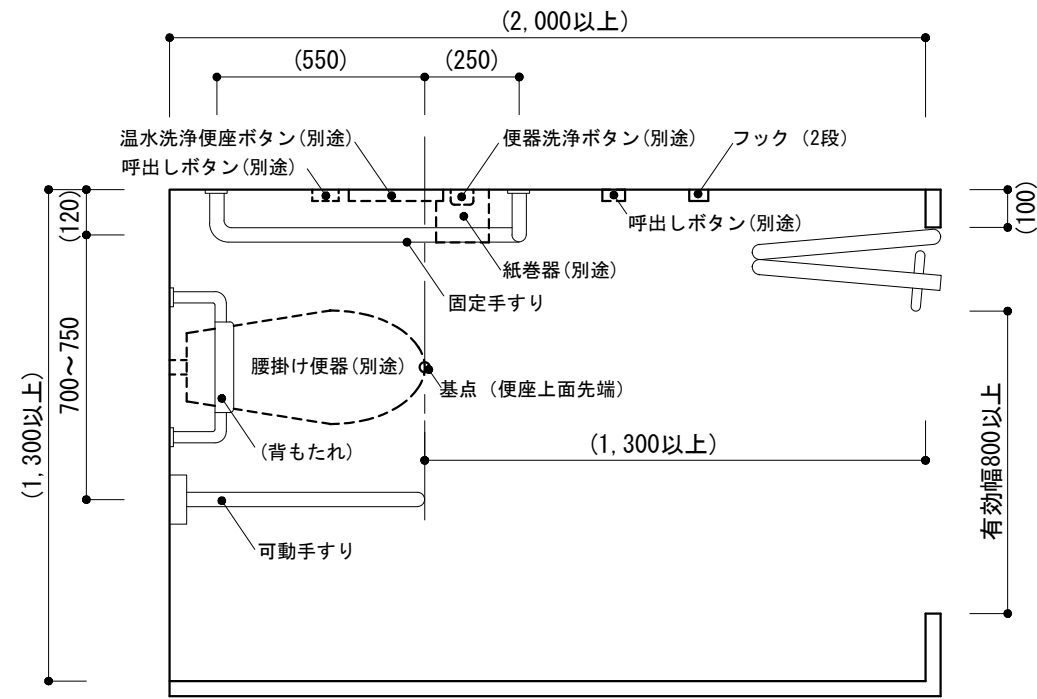 (2,000以上)
(550)
(250)
温水洗浄便座ボタン(別途)
便器洗浄ボタン(別途)
フック (2段)
呼出しボタン(別途)
(120)
(100)
呼出しボタン(別途)
紙巻器(別途)
固定手すり
700～750
(1,300以上)
腰掛け便器(別途)
基点 (便座上面先端)
有効幅800以上
(背もたれ)
(1,300以上)
可動手すり